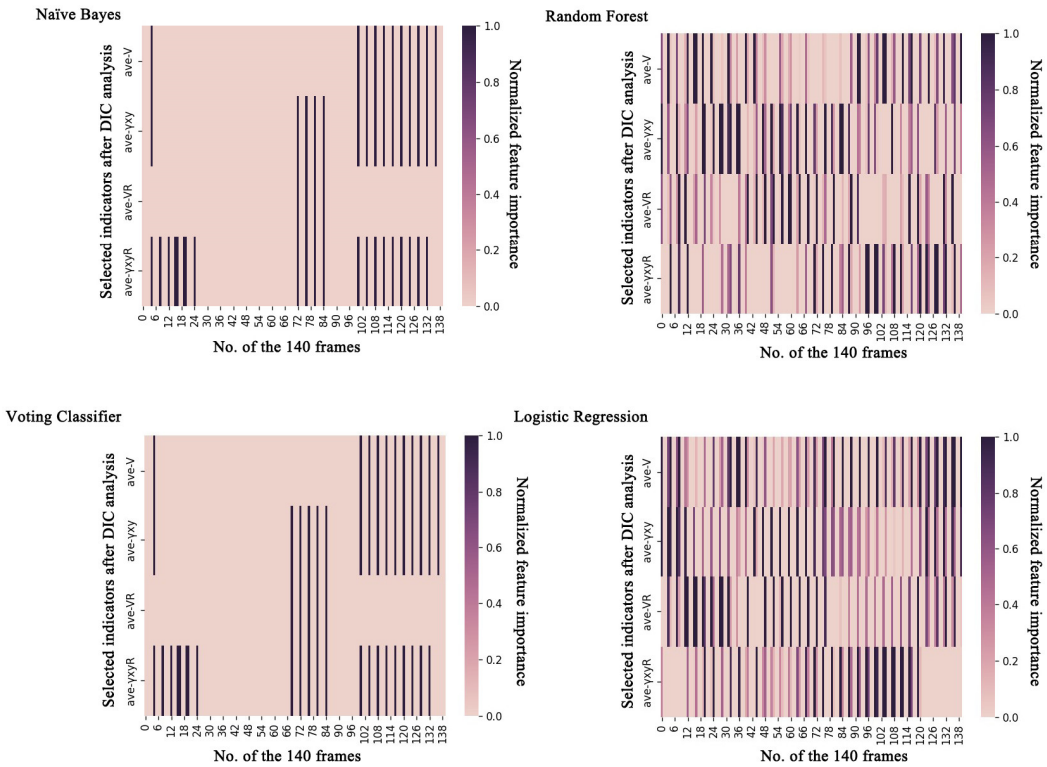 Naïve Bayes
Selected indicators after DIC analysis
ave-V
ave-γxy
ave-VR
ave-γxyR
0 6 12 18 24 30 36 42 48 54 60 66 72 78 84 90 96 102 108 114 120 126 132 138
No. of the 140 frames
1.0
0.8
0.6
0.4
0.2
0.0
Normalized feature importance
Random Forest
Selected indicators after DIC analysis
ave-V
ave-γxy
ave-VR
ave-γxyR
0 6 12 18 24 30 36 42 48 54 60 66 72 78 84 90 96 102 108 114 120 126 132 138
No. of the 140 frames
1.0
0.8
0.6
0.4
0.2
0.0
Normalized feature importance
Voting Classifier
Selected indicators after DIC analysis
ave-V
ave-γxy
ave-VR
ave-γxyR
0 6 12 18 24 30 36 42 48 54 60 66 72 78 84 90 96 102 108 114 120 126 132 138
No. of the 140 frames
1.0
0.8
0.6
0.4
0.2
0.0
Normalized feature importance
Logistic Regression
Selected indicators after DIC analysis
ave-V
ave-γxy
ave-VR
ave-γxyR
0 6 12 18 24 30 36 42 48 54 60 66 72 78 84 90 96 102 108 114 120 126 132 138
No. of the 140 frames
1.0
0.8
0.6
0.4
0.2
0.0
Normalized feature importance